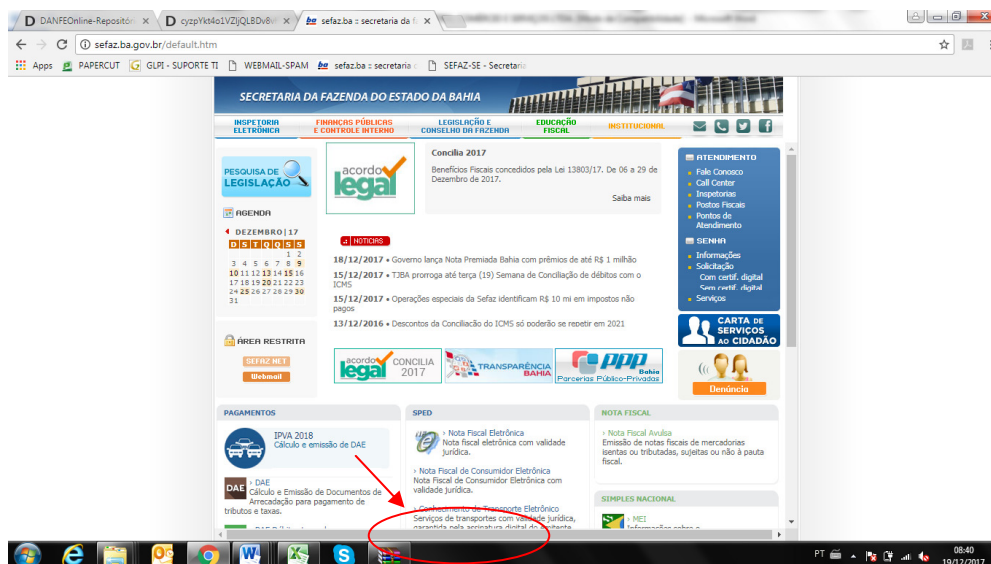 DANFEOnline-Repositóri
cyzpYkt4o1VZIjQLBDv8v
sefaz.ba :: secretaria da f
sefaz.ba.gov.br/default.htm
Apps PAPERCUT GLPI - SUPORTE TI WEBMAIL-SPAM sefaz.ba :: secretaria SEFAZ-SE - Secretaria
SECRETARIA DA FAZENDA DO ESTADO DA BAHIA
INSPETORIA ELETRÔNICA
FINANÇAS PÚBLICAS E CONTROLE INTERNO
LEGISLAÇÃO E CONSELHO DA FAZENDA
EDUCAÇÃO FISCAL
INSTITUCIONAL
PESQUISA DE
LEGISLAÇÃO
AGENDA
DEZEMBRO|17
D S T Q Q S S
1 2
3 4 5 6 7 8 9
10 11 12 13 14 15 16
17 18 19 20 21 22 23
24 25 26 27 28 29 30
31
ÁREA RESTRITA
SEFAZ NET
Webmail
acordo
legal
Concilia 2017
Benefícios Fiscais concedidos pela Lei 13803/17. De 06 a 29 de
Dezembro de 2017.
Saiba mais
NOTICIAS
18/12/2017 • Governo lança Nota Premiada Bahia com prêmios de até R$ 1 milhão
15/12/2017 • TJBA prorroga até terça (19) Semana de Conciliação de débitos com o
ICMS
15/12/2017 • Operações especiais da Sefaz identificam R$ 10 mi em impostos não
pagos
13/12/2016 • Descontos da Conciliação do ICMS só poderão se repetir em 2021
acordo
legal
CONCILIA
2017
TRANSPARÊNCIA
BAHIA
ppp
Bahia
Parcerias Público-Privadas
ATENDIMENTO
Fale Conosco
Call Center
Inspetorias
Postos Fiscais
Pontos de
Atendimento
SENHA
Informações
Solicitação
Com certif. digital
Sem certif. digital
Serviços
CARTA DE
SERVIÇOS
AO CIDADÃO
Denúncia
PAGAMENTOS
IPVA 2018
Cálculo e emissão de DAE
DAE
› DAE
Cálculo e Emissão de Documentos de
Arrecadação para pagamento de
tributos e taxas.
SPED
› Nota Fiscal Eletrônica
Nota fiscal eletrônica com validade
jurídica.
› Nota Fiscal de Consumidor Eletrônica
Nota Fiscal de Consumidor Eletrônica com
validade jurídica.
› Conhecimento de Transporte Eletrônico
Serviços de transportes com validade jurídica,
garantida pela assinatura digital do emitente
NOTA FISCAL
› Nota Fiscal Avulsa
Emissão de notas fiscais de mercadorias
isentas ou tributadas, sujeitas ou não à pauta
fiscal.
SIMPLES NACIONAL
› MEI
Informações sobre o
PT
08:40
19/12/2017